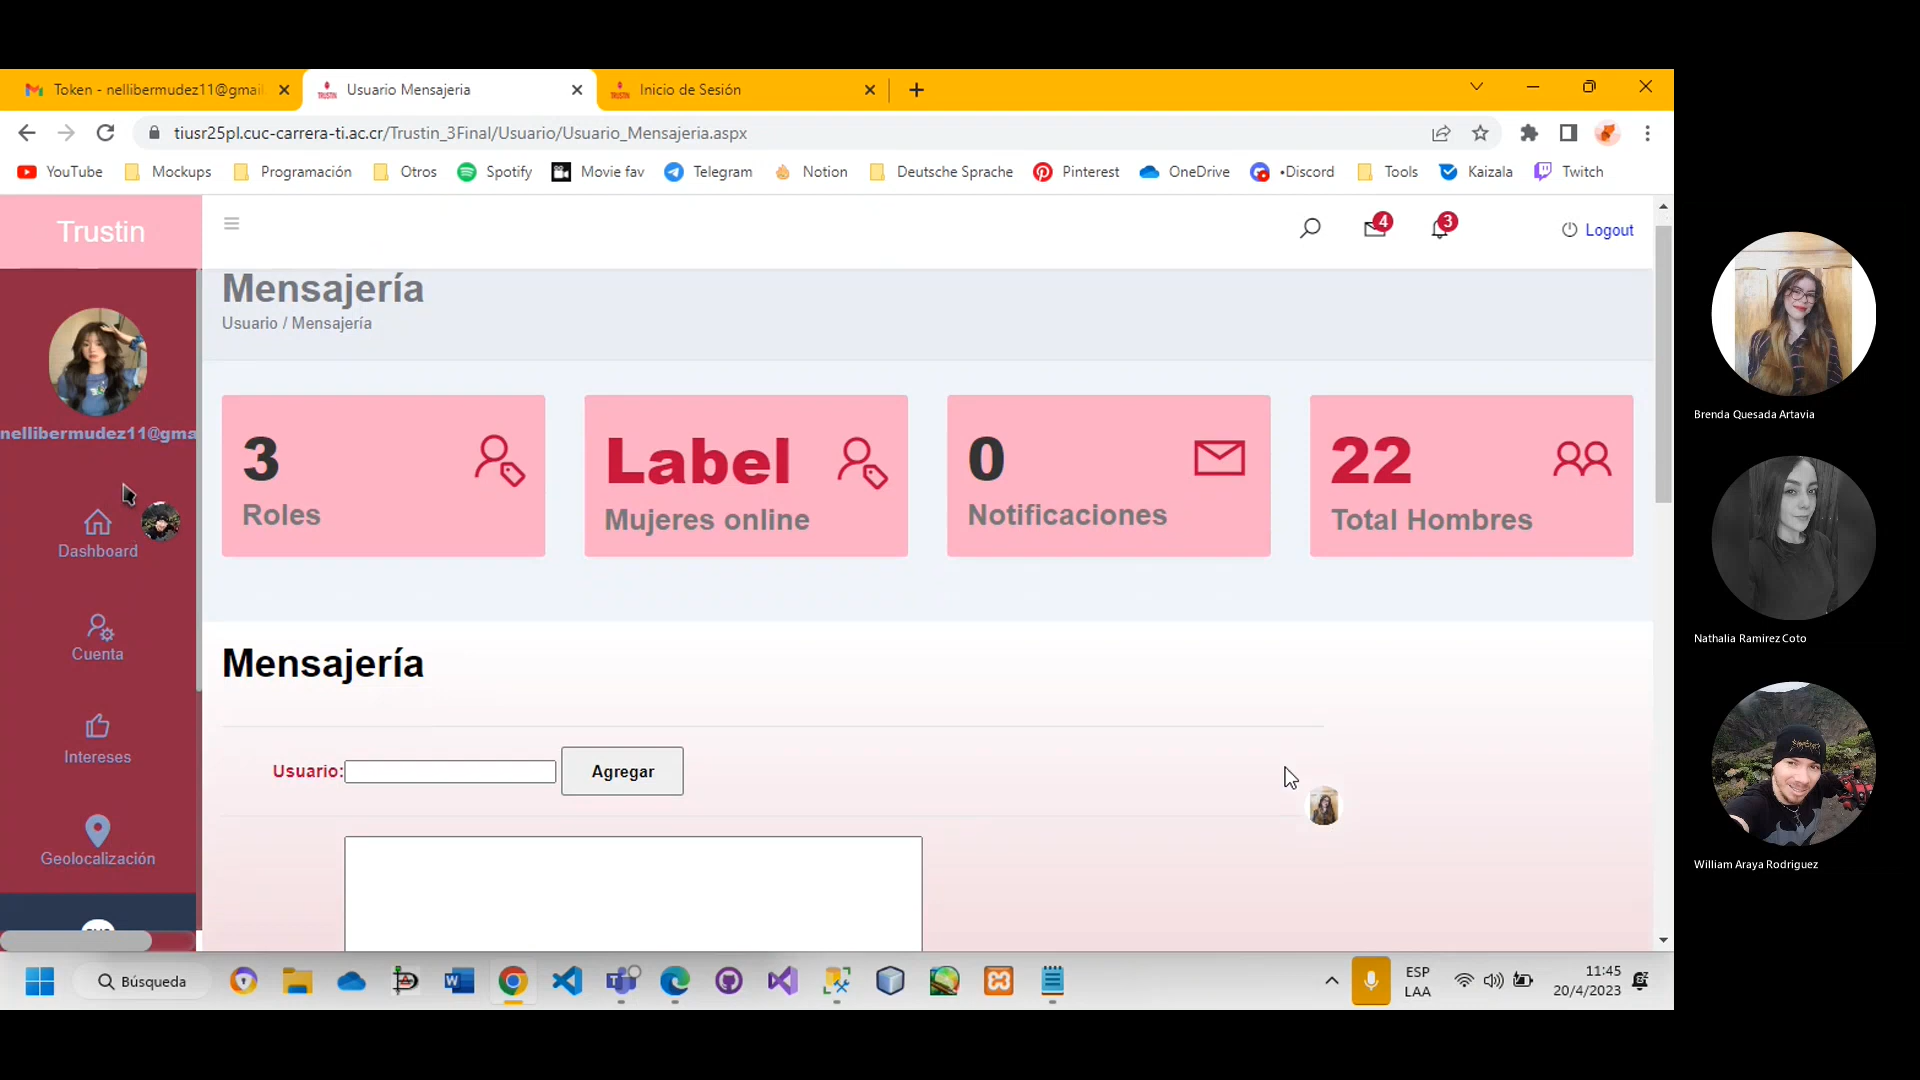 Token - nellibermudez11@gmail
Usuario Mensajeria
Inicio de Sesión
tiusr25pl.cuc-carrera-ti.ac.cr/Trustin_3Final/Usuario/Usuario_Mensajeria.aspx
YouTube
Mockups
Programación
Otros
Spotify
Movie fav
Telegram
Notion
Deutsche Sprache
Pinterest
OneDrive
•Discord
Tools
Kaizala
Twitch
Trustin
4
3
Logout
nellibermudez11@gma
Dashboard
Cuenta
Intereses
Geolocalización
Mensajería
Usuario / Mensajería
3
Roles
Label
Mujeres online
0
Notificaciones
22
Total Hombres
Mensajería
Usuario:
Agregar
Brenda Quesada Artavia
Nathalia Ramirez Coto
William Araya Rodriguez
Búsqueda
ESP
LAA
11:45
20/4/2023